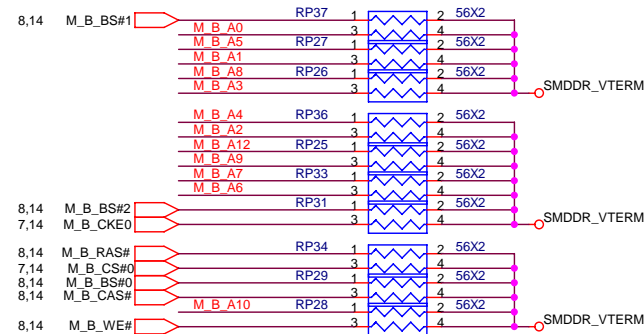 8,14 M_B_BS#1 RP37 1 2 56X2
M_B_A0 3 4
M_B_A5 RP27 1 2 56X2
M_B_A1 3 4
M_B_A8 RP26 1 2 56X2
M_B_A3 3 4 SMDDR_VTERM
M_B_A4 RP36 1 2 56X2
M_B_A2 3 4
M_B_A12 RP25 1 2 56X2
M_B_A9 3 4
M_B_A7 RP33 1 2 56X2
M_B_A6 3 4
8,14 M_B_BS#2 RP31 1 2 56X2
7,14 M_B_CKE0 3 4 SMDDR_VTERM
8,14 M_B_RAS# RP34 1 2 56X2
7,14 M_B_CS#0 3 4
8,14 M_B_BS#0 RP29 1 2 56X2
8,14 M_B_CAS# 3 4
M_B_A10 RP28 1 2 56X2
8,14 M_B_WE# 3 4 SMDDR_VTERM